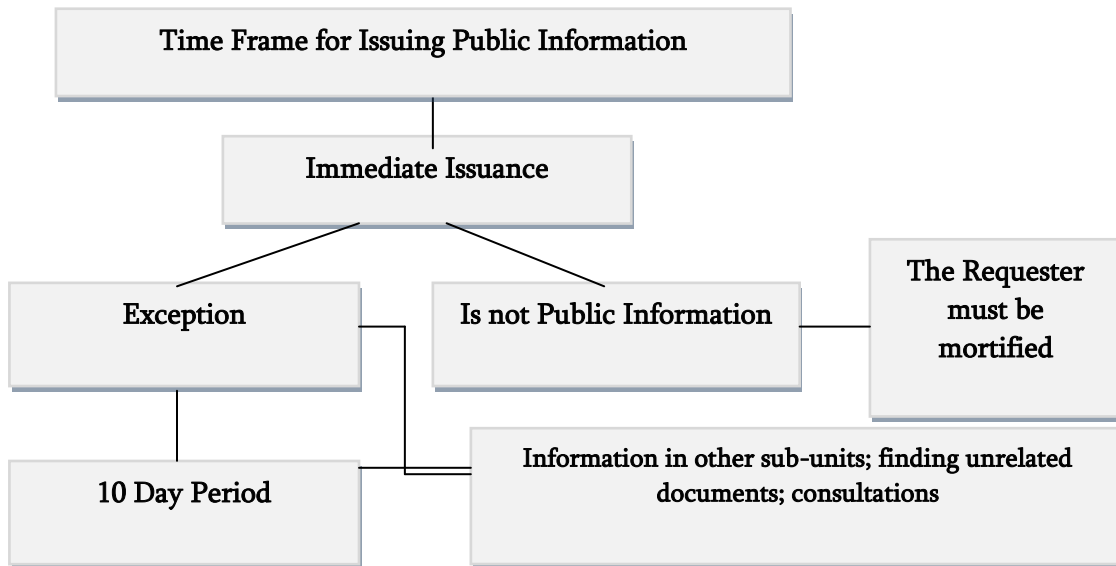 Time Frame for Issuing Public Information
Immediate Issuance
Exception
Is not Public Information
The Requester
must be
mortified
10 Day Period
Information in other sub-units; finding unrelated
documents; consultations